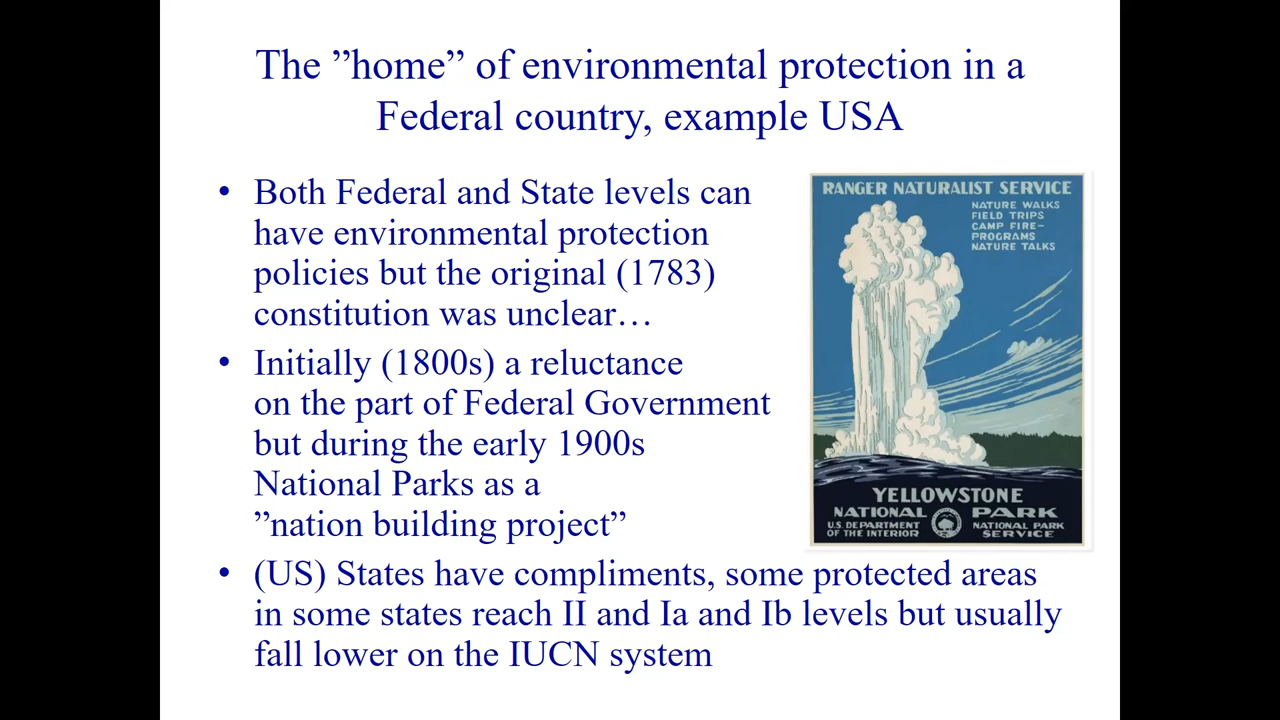 The ”home” of environmental protection in a
Federal country, example USA
• Both Federal and State levels can
have environmental protection
policies but the original (1783)
constitution was unclear…
• Initially (1800s) a reluctance
on the part of Federal Government
but during the early 1900s
National Parks as a
”nation building project”
• (US) States have compliments, some protected areas
in some states reach II and Ia and Ib levels but usually
fall lower on the IUCN system
RANGER NATURALIST SERVICE
NATURE WALKS
FIELD TRIPS
CAMP FIRE-
PROGRAMS
NATURE TALKS
YELLOWSTONE
NATIONAL PARK
U.S. DEPARTMENT
OF THE INTERIOR
NATIONAL PARK
SERVICE